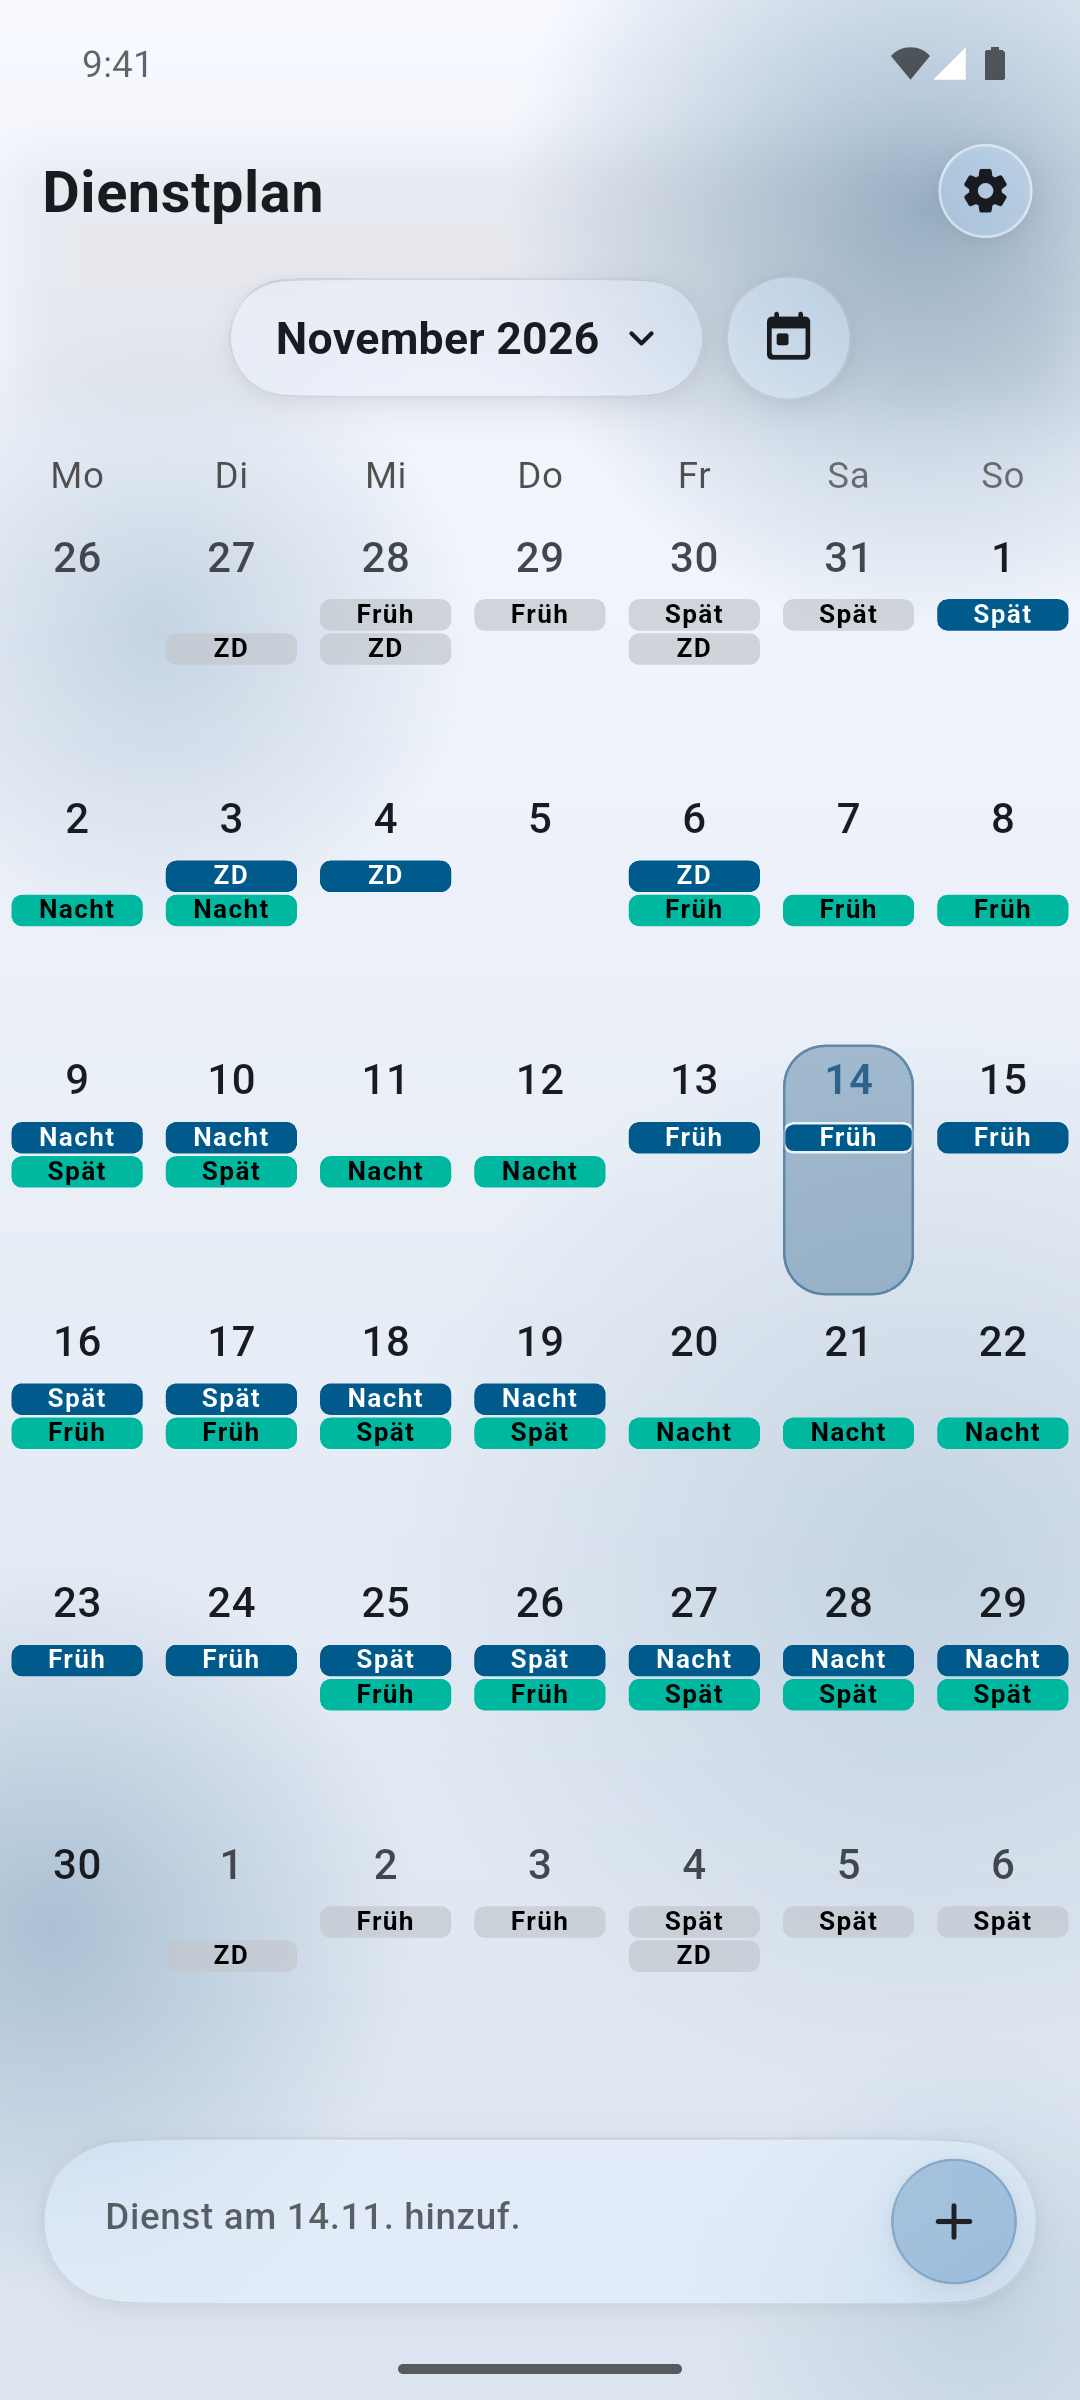 9:41
Dienstplan
November 2026
Mo Di Mi Do Fr Sa So
26 27 28 29 30 31 1
Früh Früh Spät Spät Spät
ZD ZD ZD
2 3 4 5 6 7 8
ZD ZD ZD
Nacht Nacht Früh Früh Früh
9 10 11 12 13 14 15
Nacht Nacht Früh Früh Früh
Spät Spät Nacht Nacht
16 17 18 19 20 21 22
Spät Spät Nacht Nacht
Früh Früh Spät Spät Nacht Nacht Nacht
23 24 25 26 27 28 29
Früh Früh Spät Spät Nacht Nacht Nacht
Früh Früh Spät Spät Spät
30 1 2 3 4 5 6
Früh Früh Spät Spät Spät
ZD ZD
Dienst am 14.11. hinzuf.